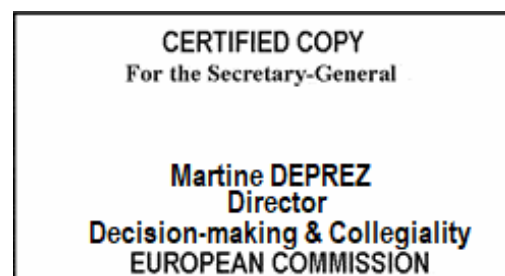 CERTIFIED COPY
For the Secretary-General
Martine DEPREZ
Director
Decision-making & Collegiality
EUROPEAN COMMISSION